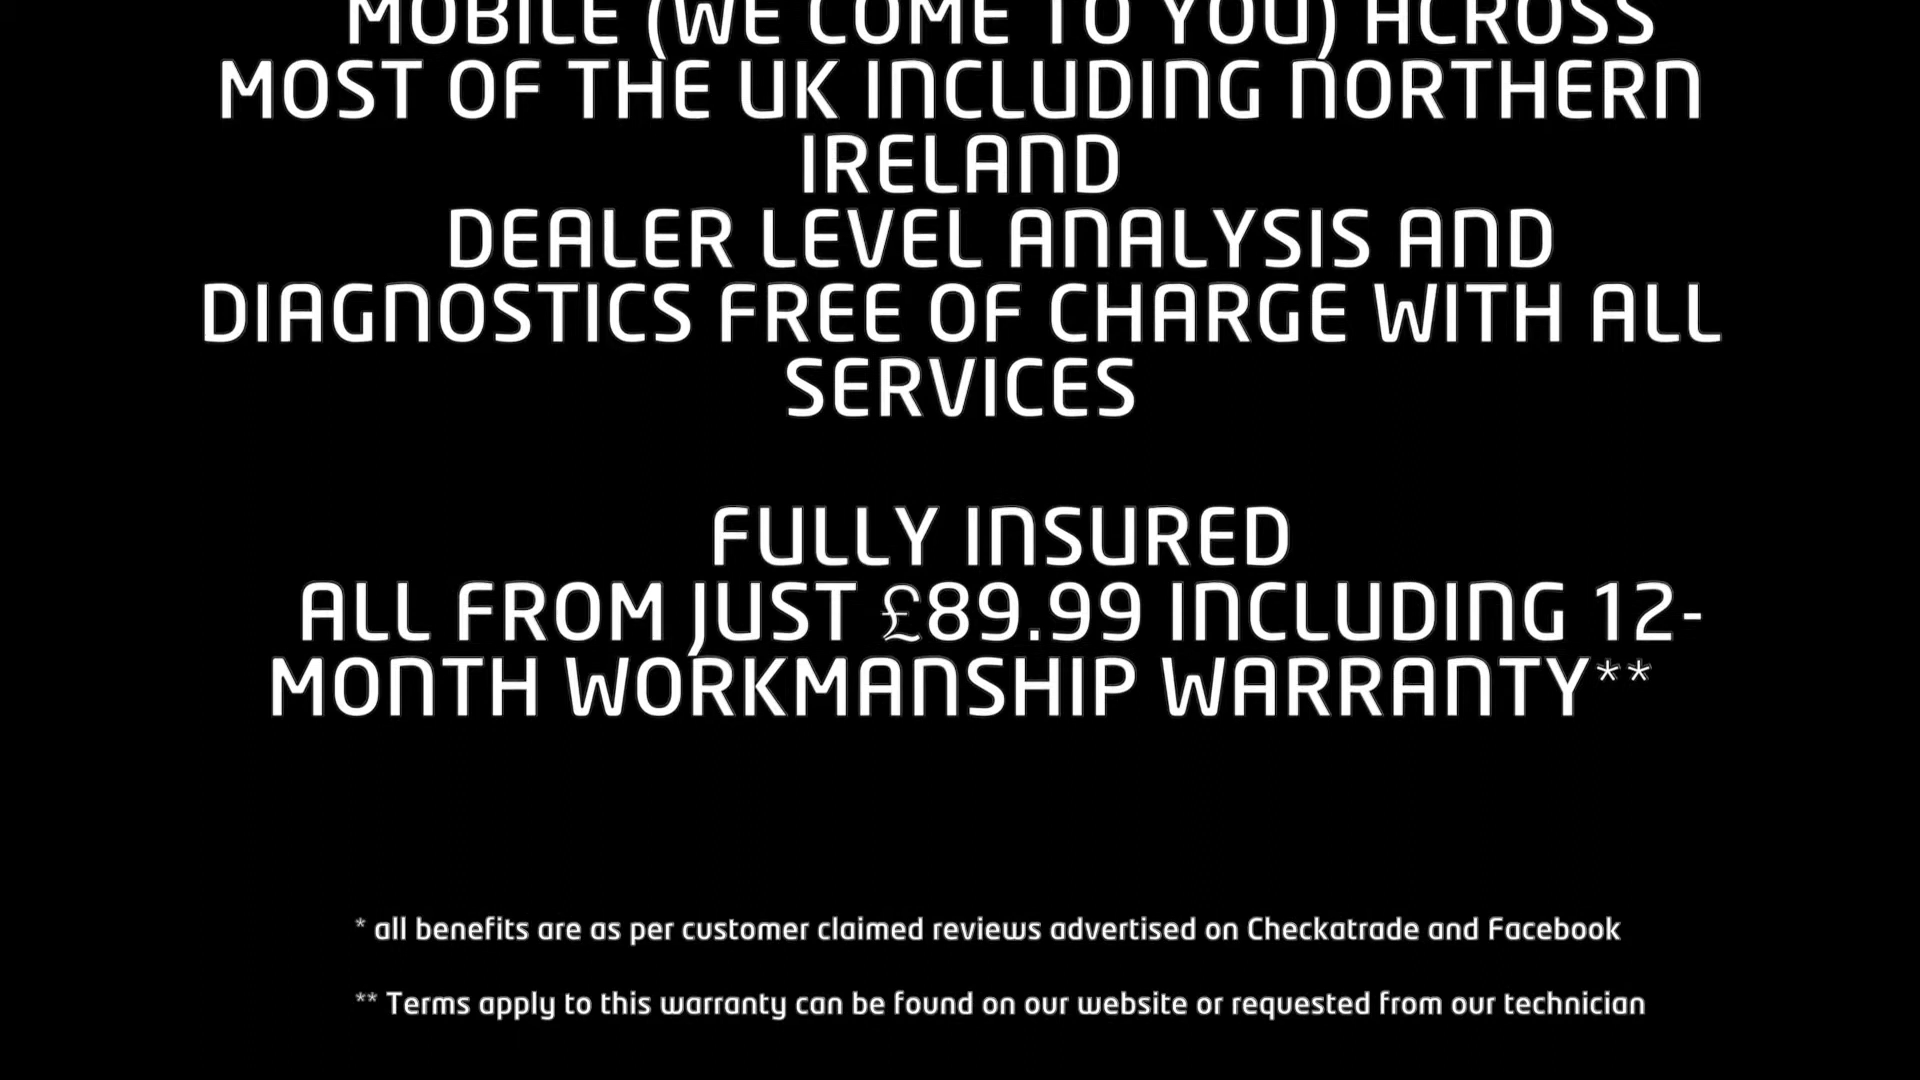 MOBILE (WE COME TO YOU) ACROSS
MOST OF THE UK INCLUDING NORTHERN
IRELAND
DEALER LEVEL ANALYSIS AND
DIAGNOSTICS FREE OF CHARGE WITH ALL
SERVICES
FULLY INSURED
ALL FROM JUST £89.99 INCLUDING 12-
MONTH WORKMANSHIP WARRANTY**
* all benefits are as per customer claimed reviews advertised on Checkatrade and Facebook
** Terms apply to this warranty can be found on our website or requested from our technician